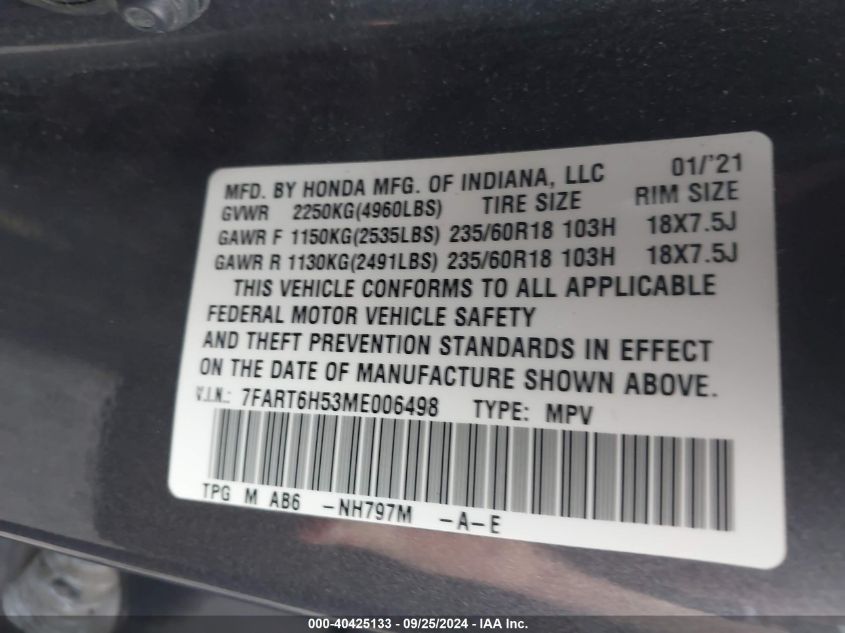 MFD. BY HONDA MFG. OF INDIANA, LLC 01/'21
GVWR 2250KG(4960LBS) TIRE SIZE RIM SIZE
GAWR F 1150KG(2535LBS) 235/60R18 103H 18X7.5J
GAWR R 1130KG(2491LBS) 235/60R18 103H 18X7.5J
THIS VEHICLE CONFORMS TO ALL APPLICABLE
FEDERAL MOTOR VEHICLE SAFETY
AND THEFT PREVENTION STANDARDS IN EFFECT
ON THE DATE OF MANUFACTURE SHOWN ABOVE.
V.I.N.: 7FART6H53ME006498 TYPE: MPV
TPG M AB6 -NH797M -A-E
000-40425133 - 09/25/2024 - IAA Inc.